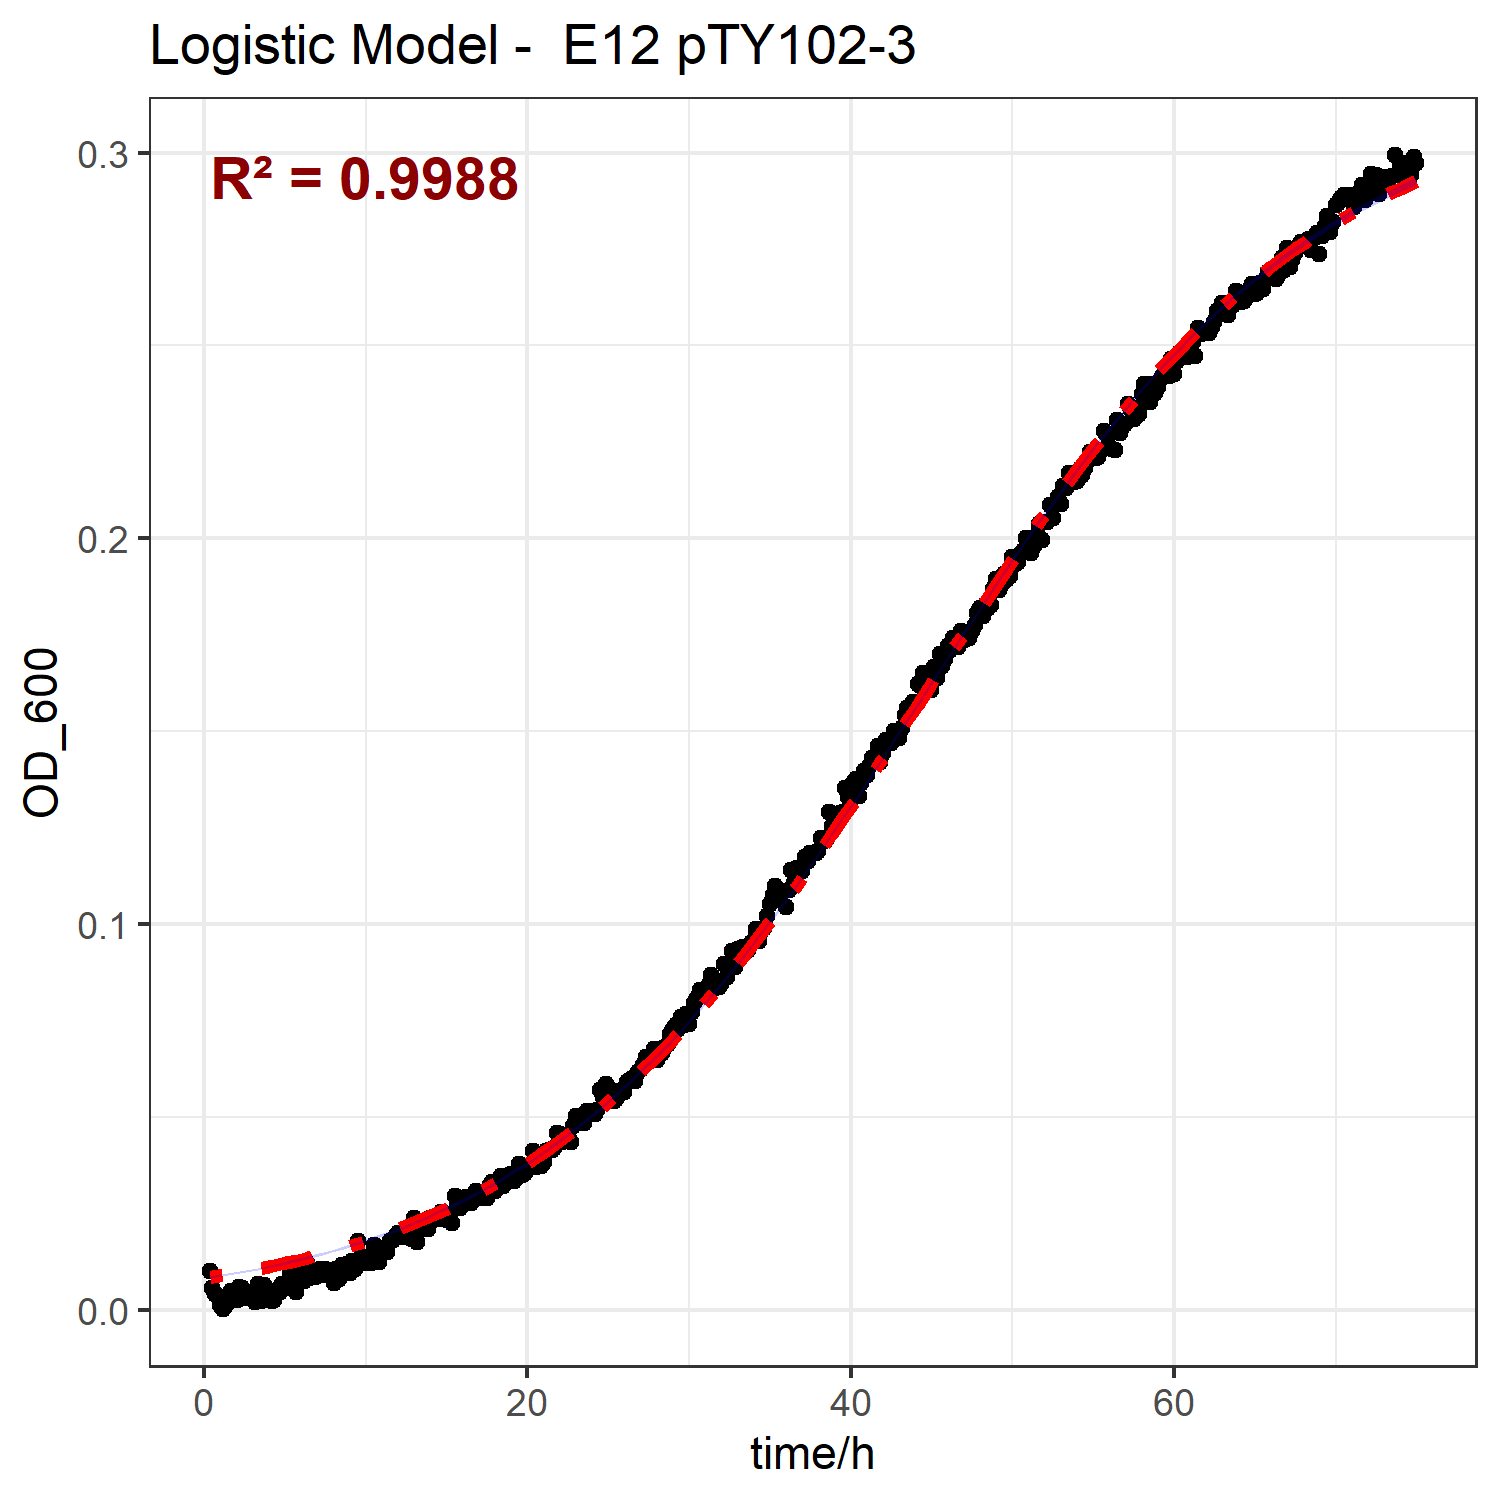 Logistic Model -  E12 pTY102-3
R² = 0.9988
0.3
0.2
0.1
0.0
OD_600
0 20 40 60
time/h